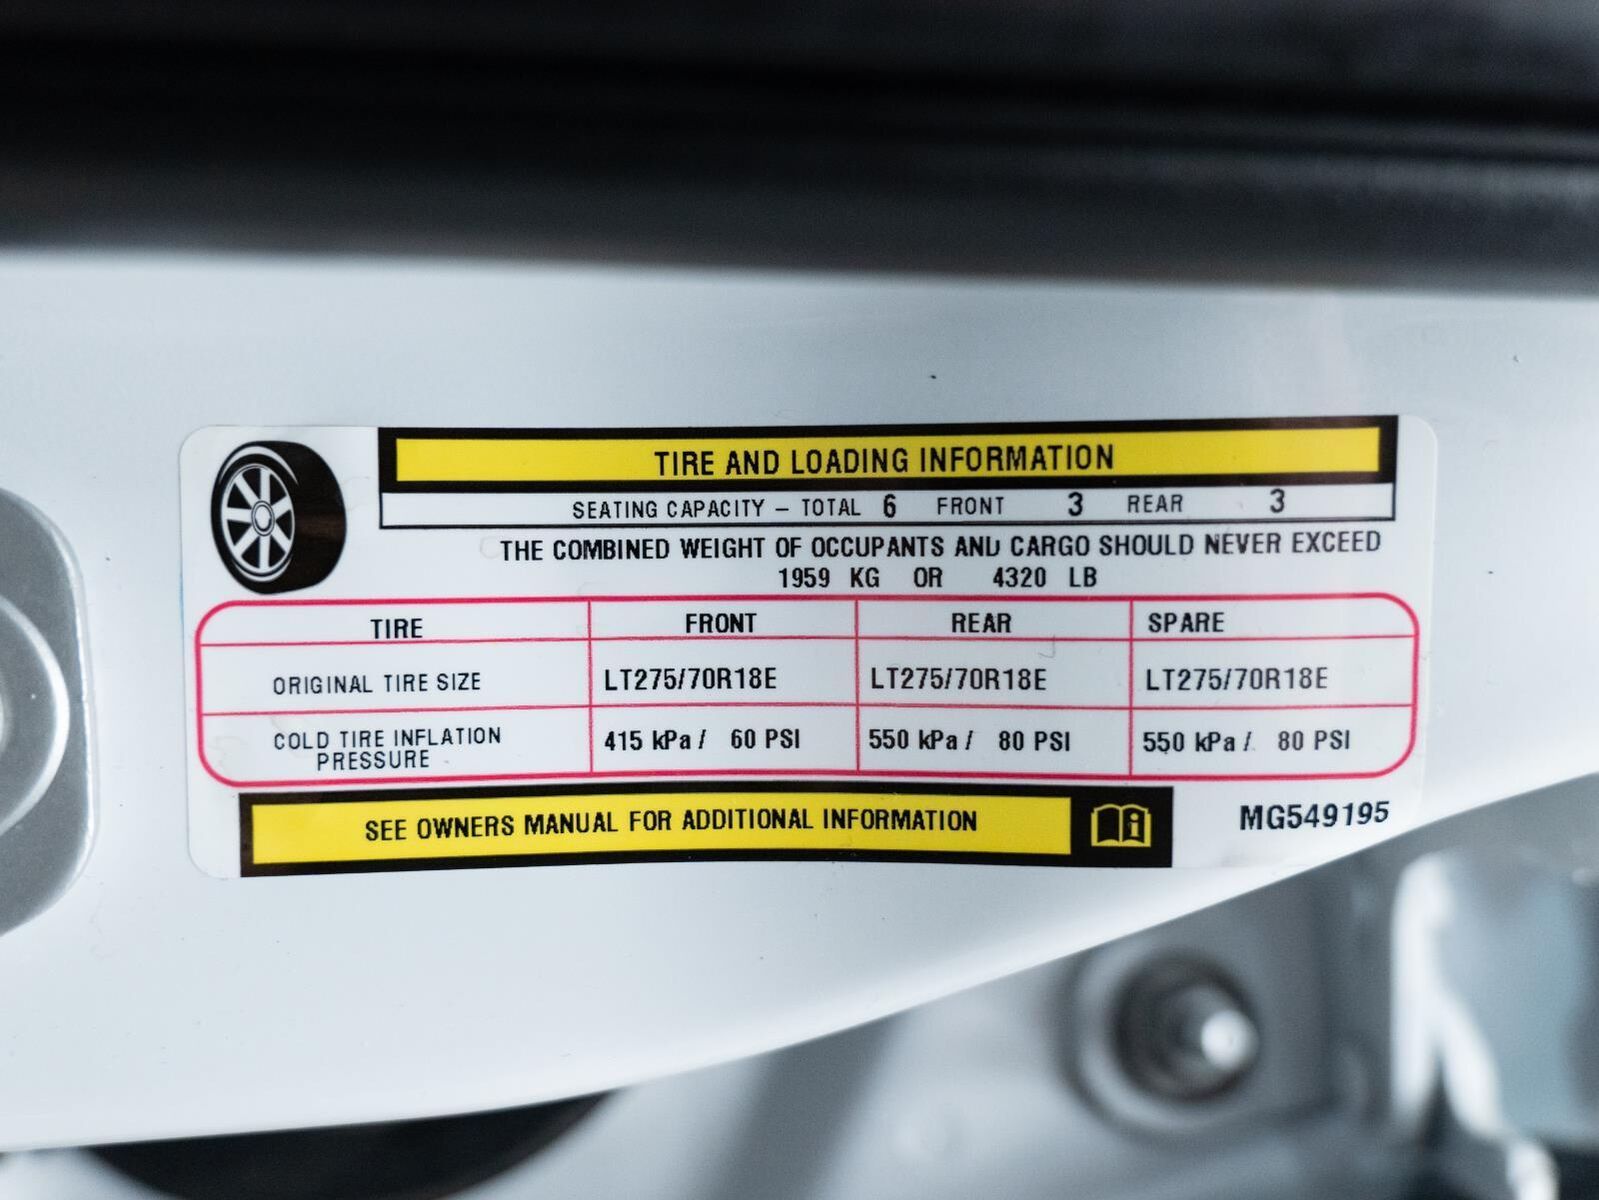 TIRE AND LOADING INFORMATION
SEATING CAPACITY – TOTAL 6 FRONT 3 REAR 3
THE COMBINED WEIGHT OF OCCUPANTS AND CARGO SHOULD NEVER EXCEED
1959 KG OR 4320 LB
TIRE FRONT REAR SPARE
ORIGINAL TIRE SIZE LT275/70R18E LT275/70R18E LT275/70R18E
COLD TIRE INFLATION PRESSURE 415 kPa / 60 PSI 550 kPa / 80 PSI 550 kPa / 80 PSI
SEE OWNERS MANUAL FOR ADDITIONAL INFORMATION
MG549195